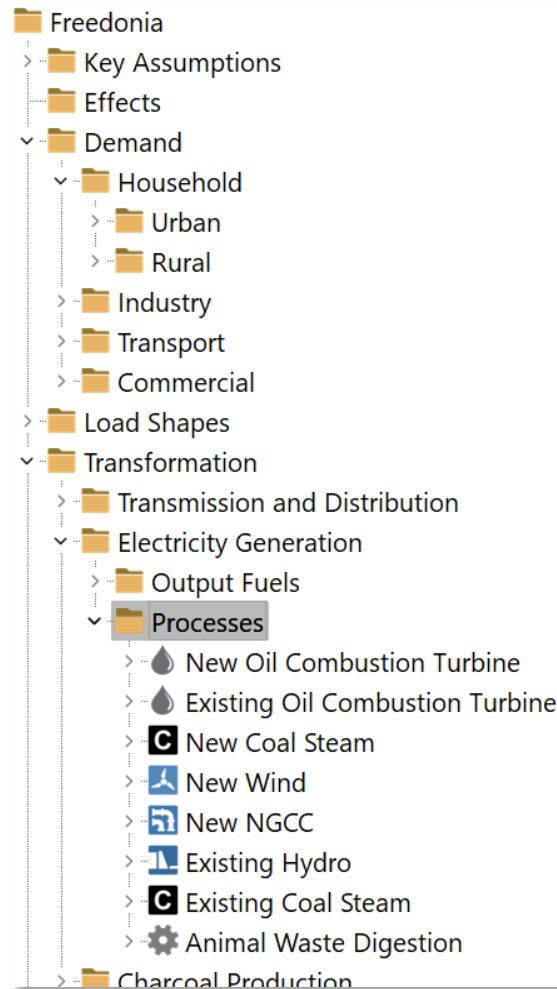 Freedonia
Key Assumptions
Effects
Demand
Household
Urban
Rural
Industry
Transport
Commercial
Load Shapes
Transformation
Transmission and Distribution
Electricity Generation
Output Fuels
Processes
New Oil Combustion Turbine
Existing Oil Combustion Turbine
C New Coal Steam
New Wind
New NGCC
Existing Hydro
C Existing Coal Steam
Animal Waste Digestion
Charcoal Production